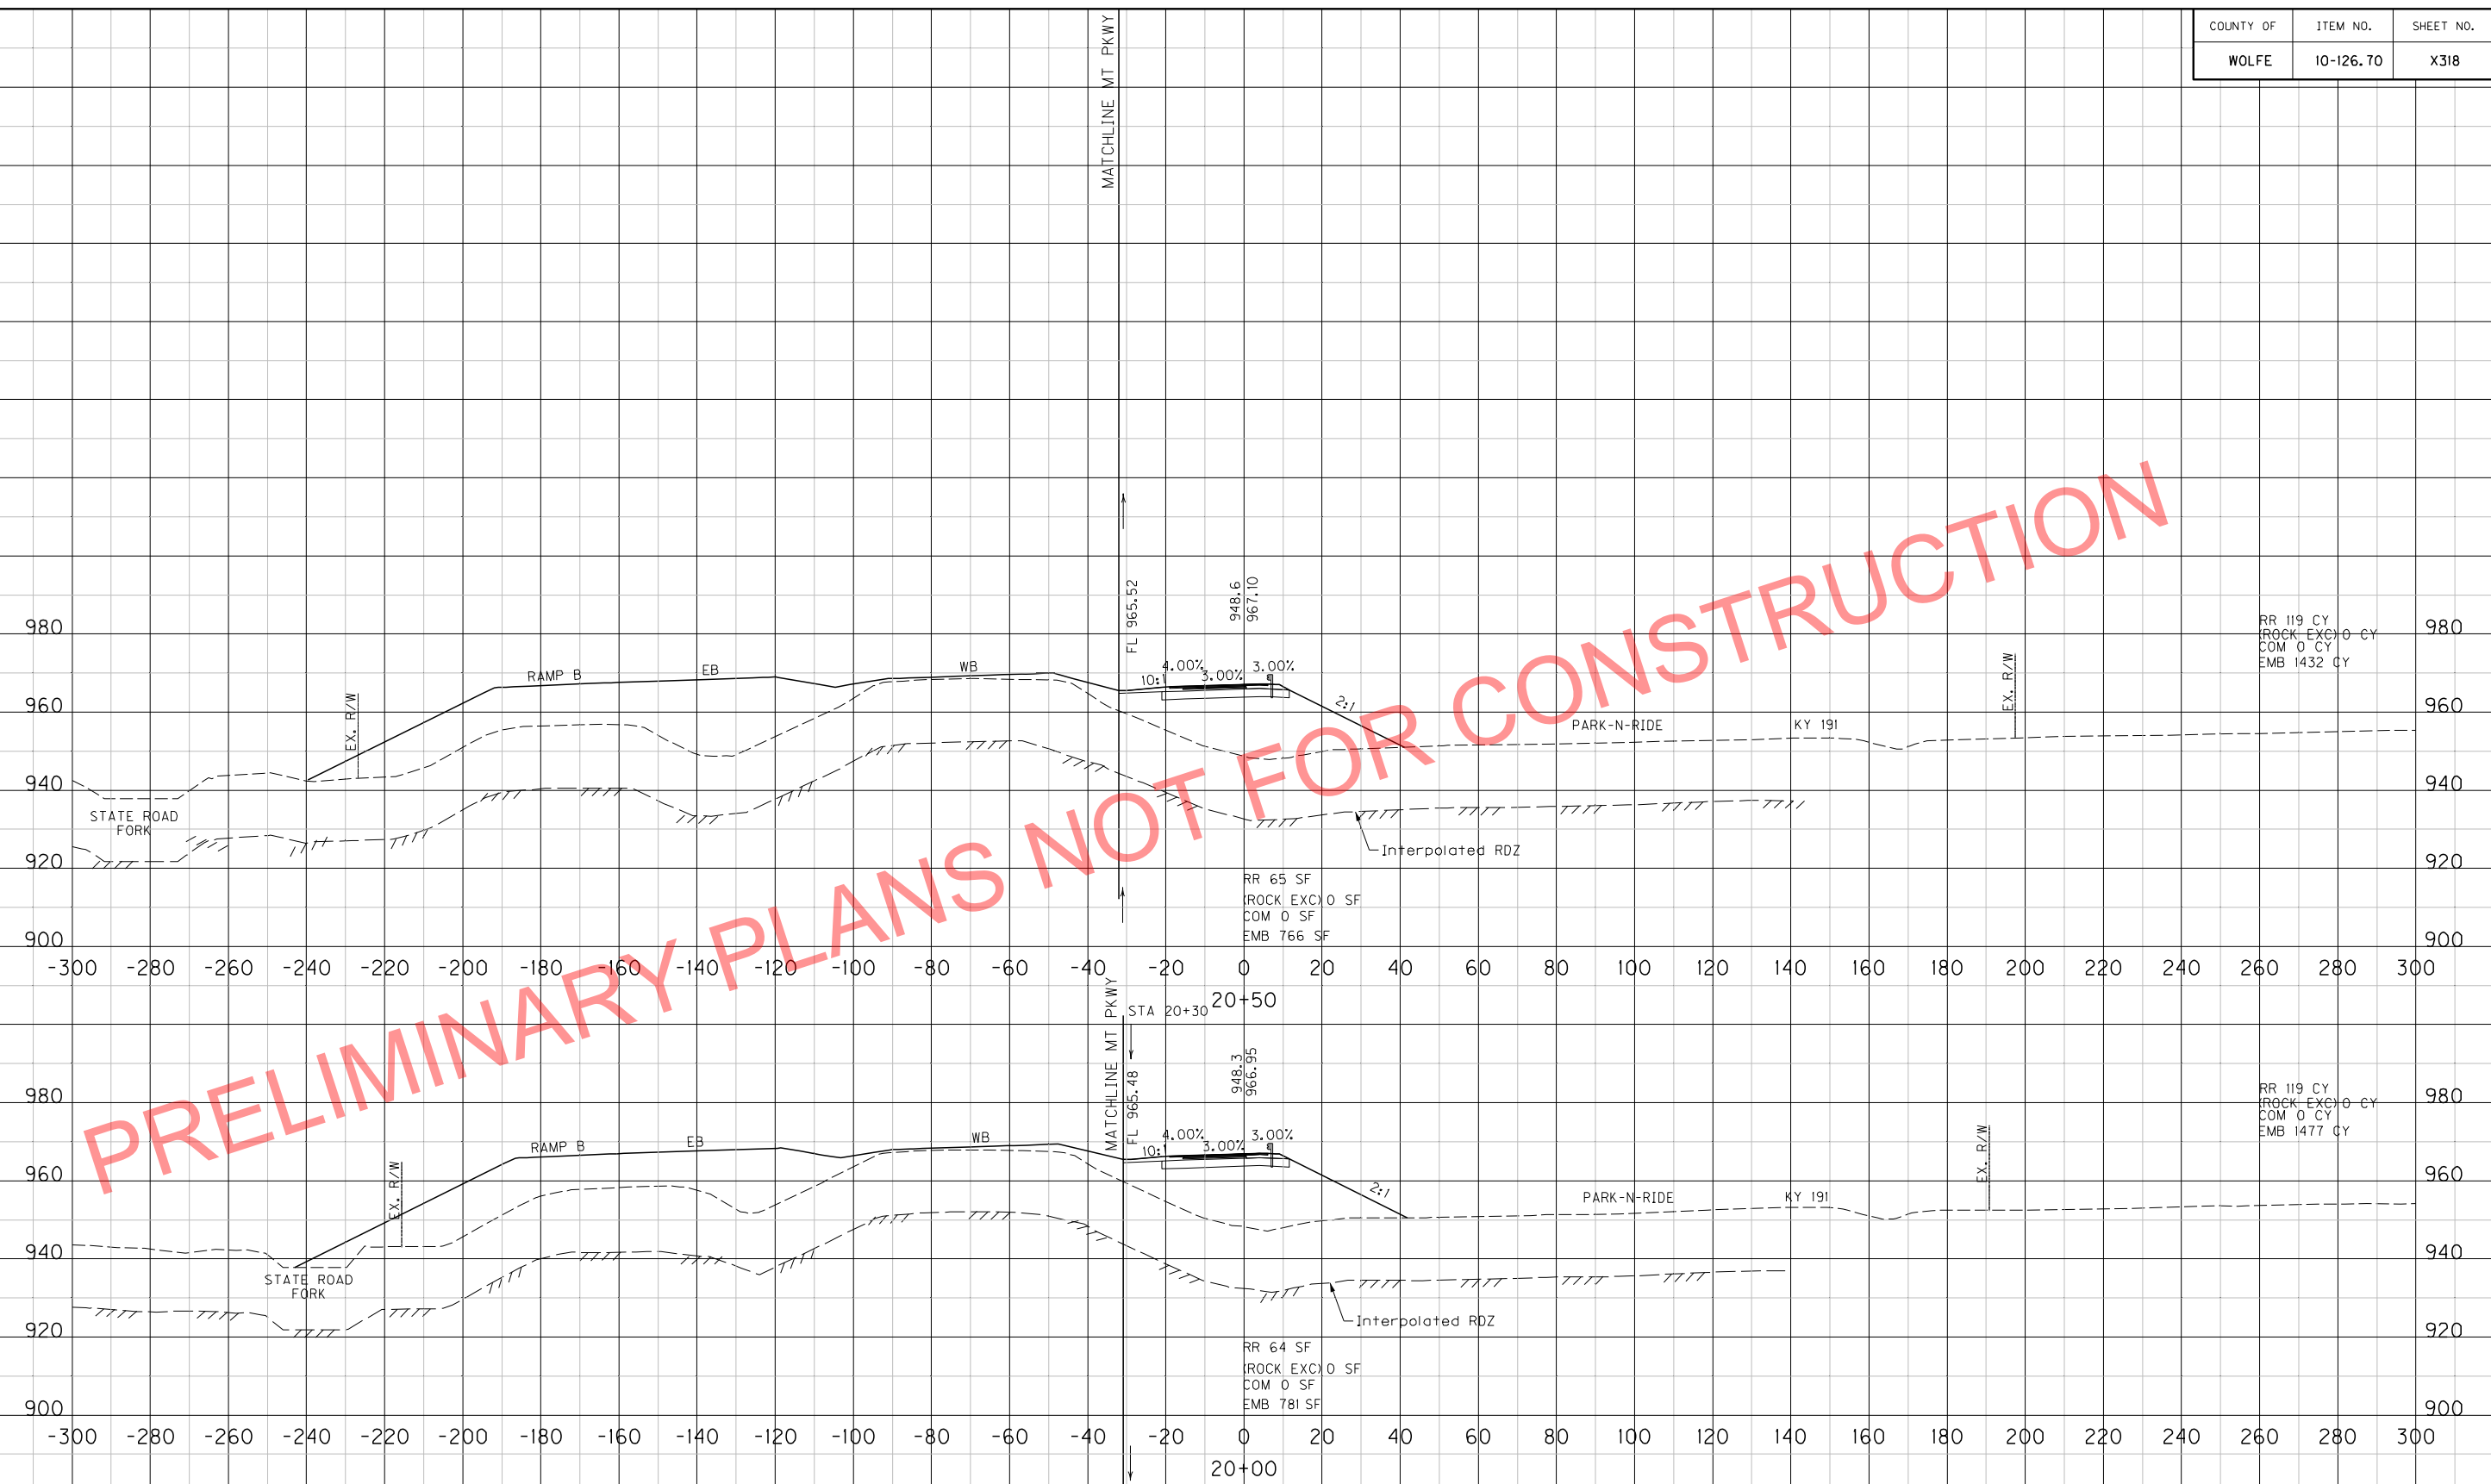 COUNTY OF ITEM NO. SHEET NO.
WOLFE 10-126.70 X318
MATCHLINE MT PKWY
PRELIMINARY PLANS NOT FOR CONSTRUCTION
FL 965.52
948.6
967.10
RR 119 CY
(ROCK EXC) 0 CY
COM 0 CY
EMB 1432 CY
980 980
RAMP B EB WB
4.00% 3.00% 3.00%
10:1
2:1
EX. R/W
EX. R/W
960 960
PARK-N-RIDE KY 191
940 940
STATE ROAD
FORK
Interpolated RDZ
920 920
RR 65 SF
(ROCK EXC) 0 SF
COM 0 SF
EMB 766 SF
900 900
-300 -280 -260 -240 -220 -200 -180 -160 -140 -120 -100 -80 -60 -40 -20 0 20 40 60 80 100 120 140 160 180 200 220 240 260 280 300
20+50
MATCHLINE MT PKWY
STA 20+30
FL 965.48
948.3
966.95
RR 119 CY
(ROCK EXC) 0 CY
COM 0 CY
EMB 1477 CY
980 980
RAMP B EB WB
4.00% 3.00% 3.00%
10:1
2:1
EX. R/W
EX. R/W
960 960
PARK-N-RIDE KY 191
940 940
STATE ROAD
FORK
Interpolated RDZ
920 920
RR 64 SF
(ROCK EXC) 0 SF
COM 0 SF
EMB 781 SF
900 900
-300 -280 -260 -240 -220 -200 -180 -160 -140 -120 -100 -80 -60 -40 -20 0 20 40 60 80 100 120 140 160 180 200 220 240 260 280 300
20+00